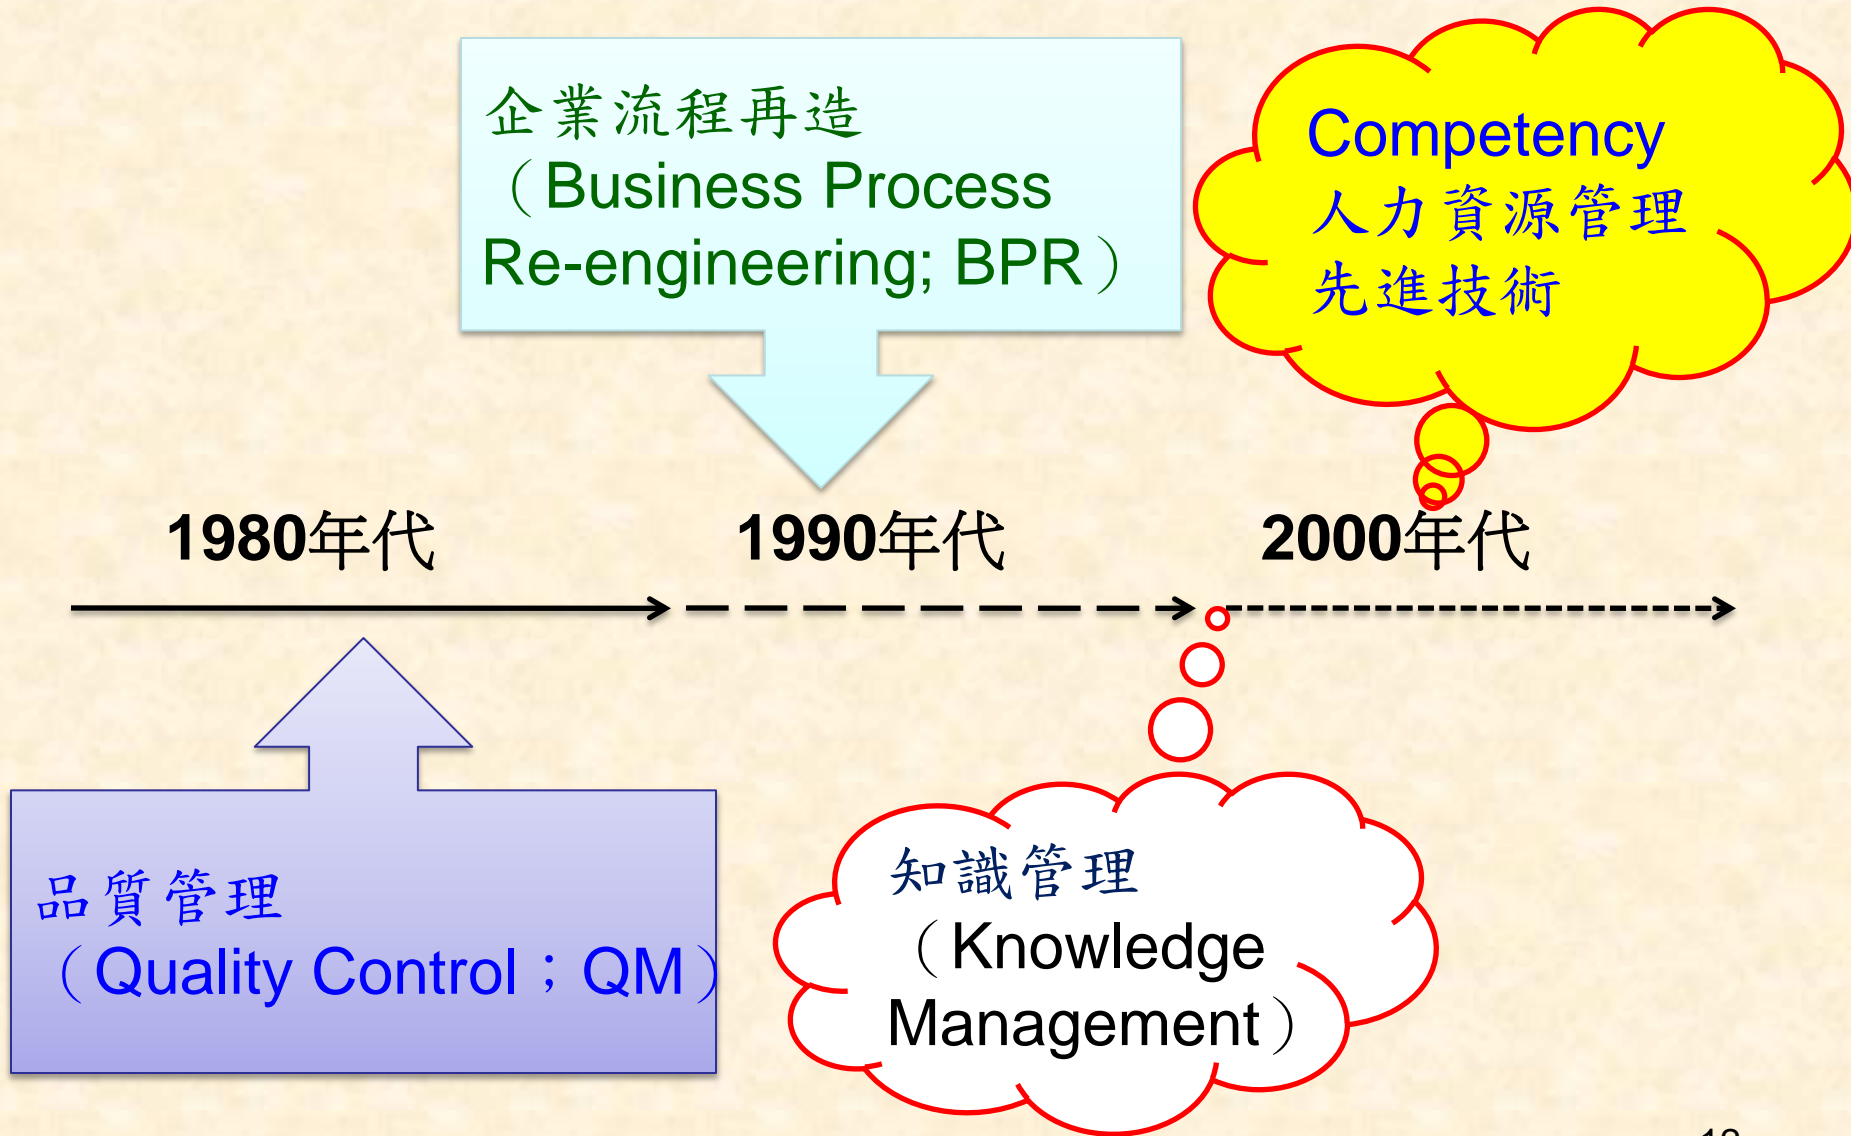 企業流程再造
（Business Process
Re-engineering; BPR）
Competency
人力資源管理
先進技術
1980年代
1990年代
2000年代
品質管理
（Quality Control；QM）
知識管理
（Knowledge
Management）